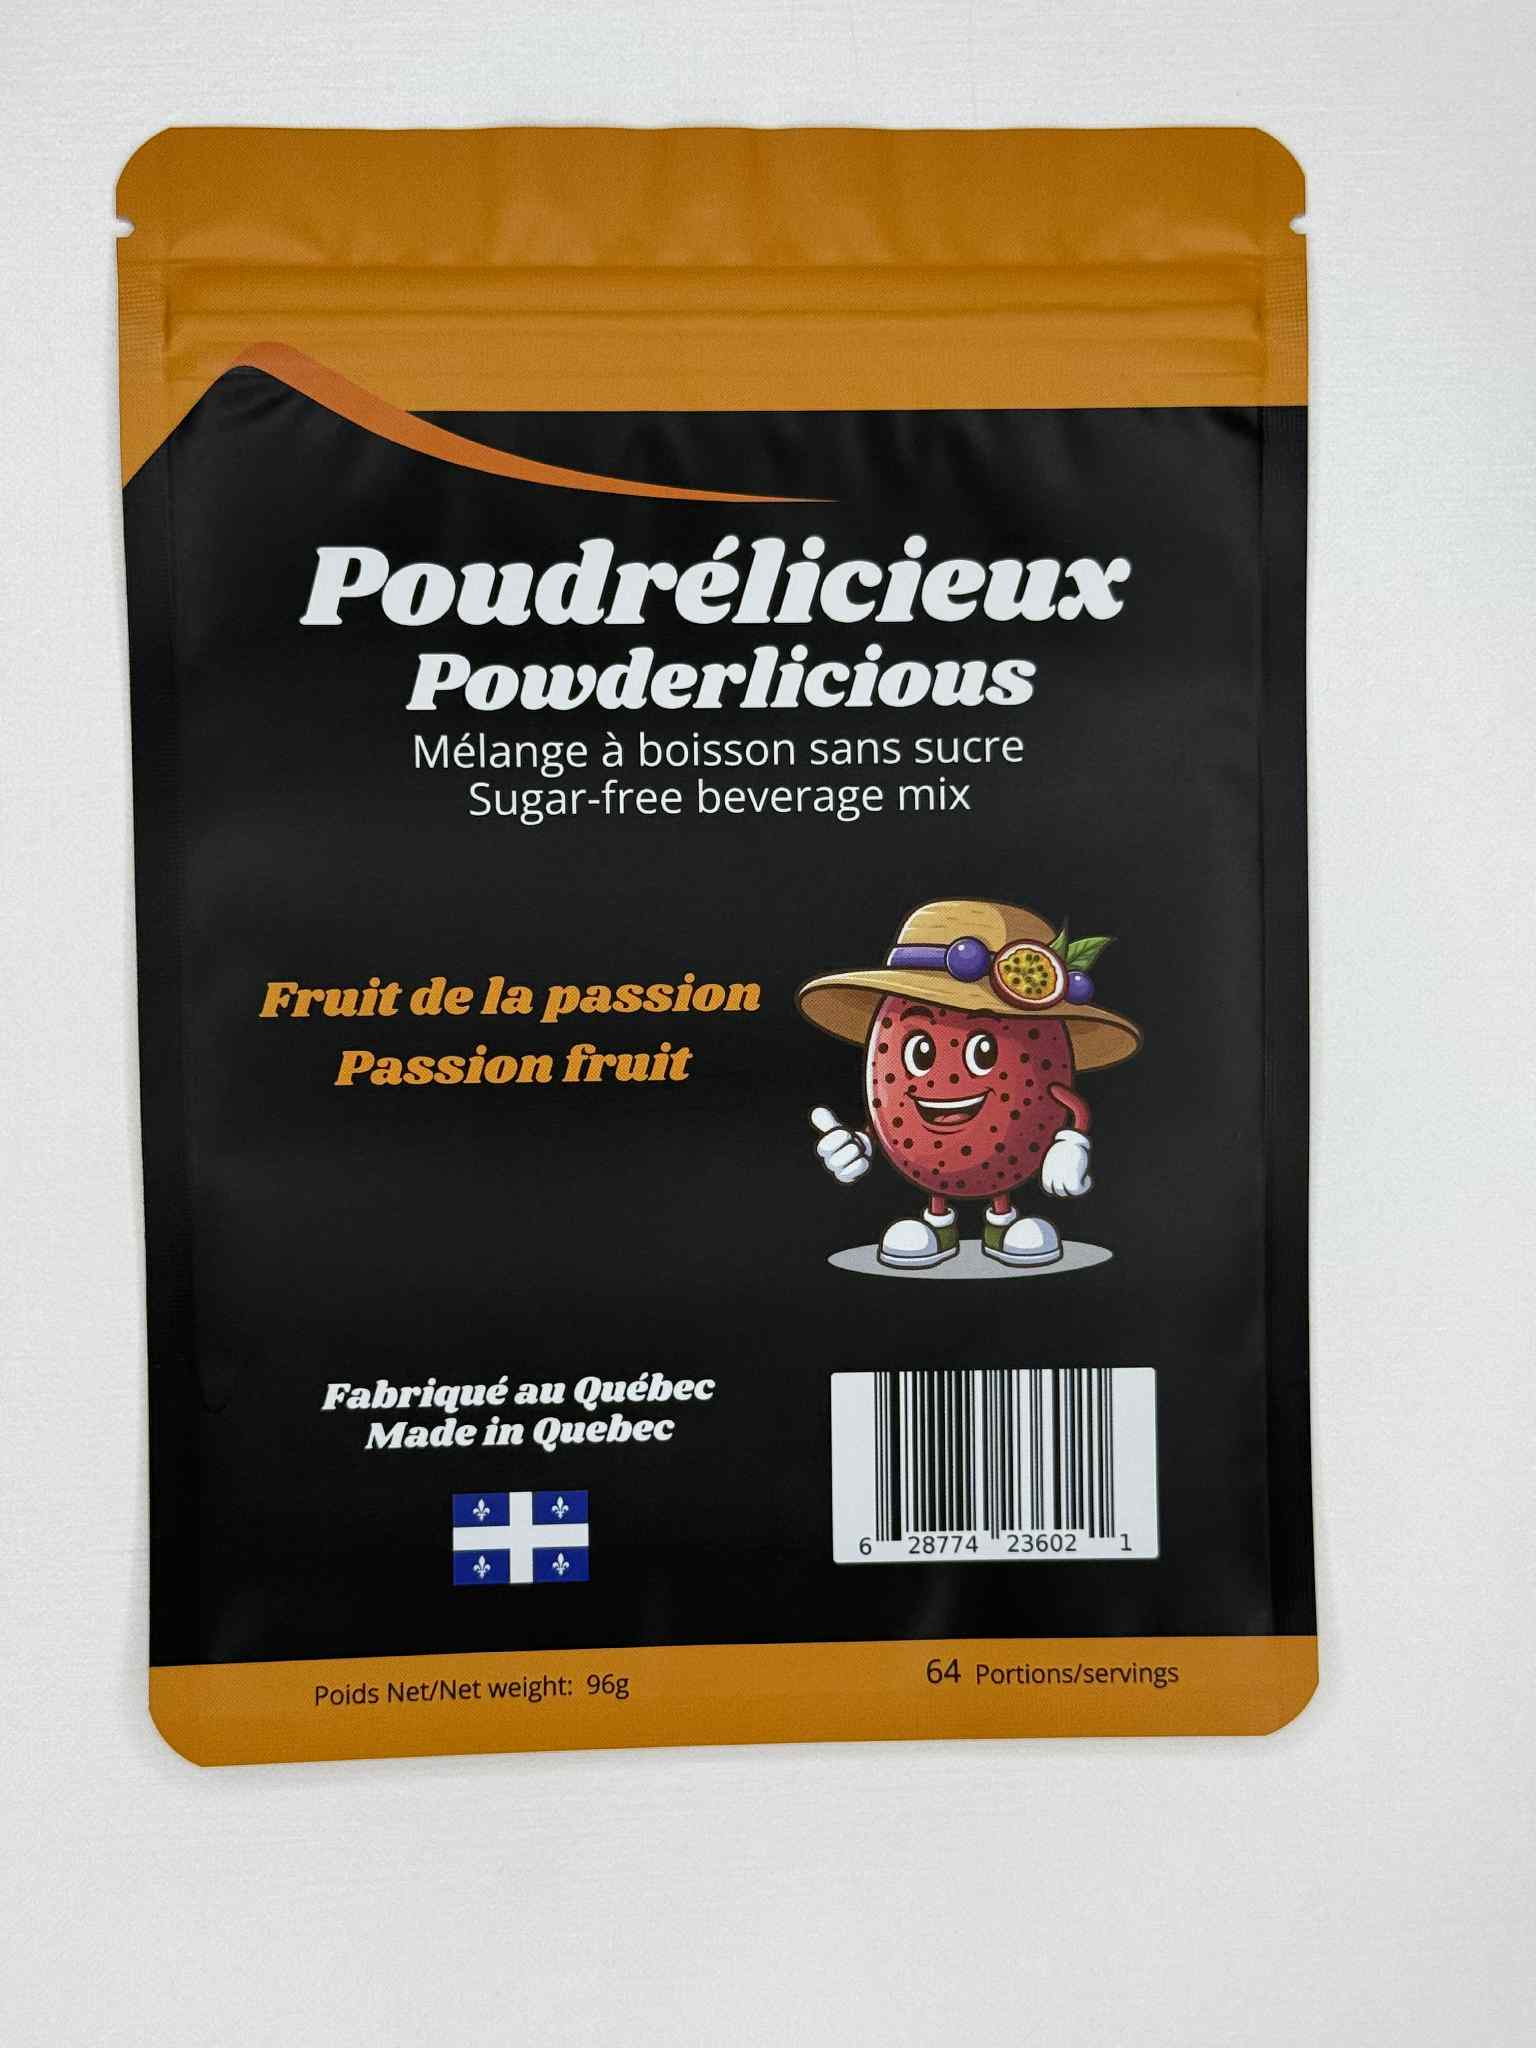 Poudrélicieux
Powderlicious
Mélange à boisson sans sucre
Sugar-free beverage mix
Fruit de la passion
Passion fruit
Fabriqué au Québec
Made in Quebec
6 28774 23602 1
Poids Net/Net weight: 96g
64 Portions/servings